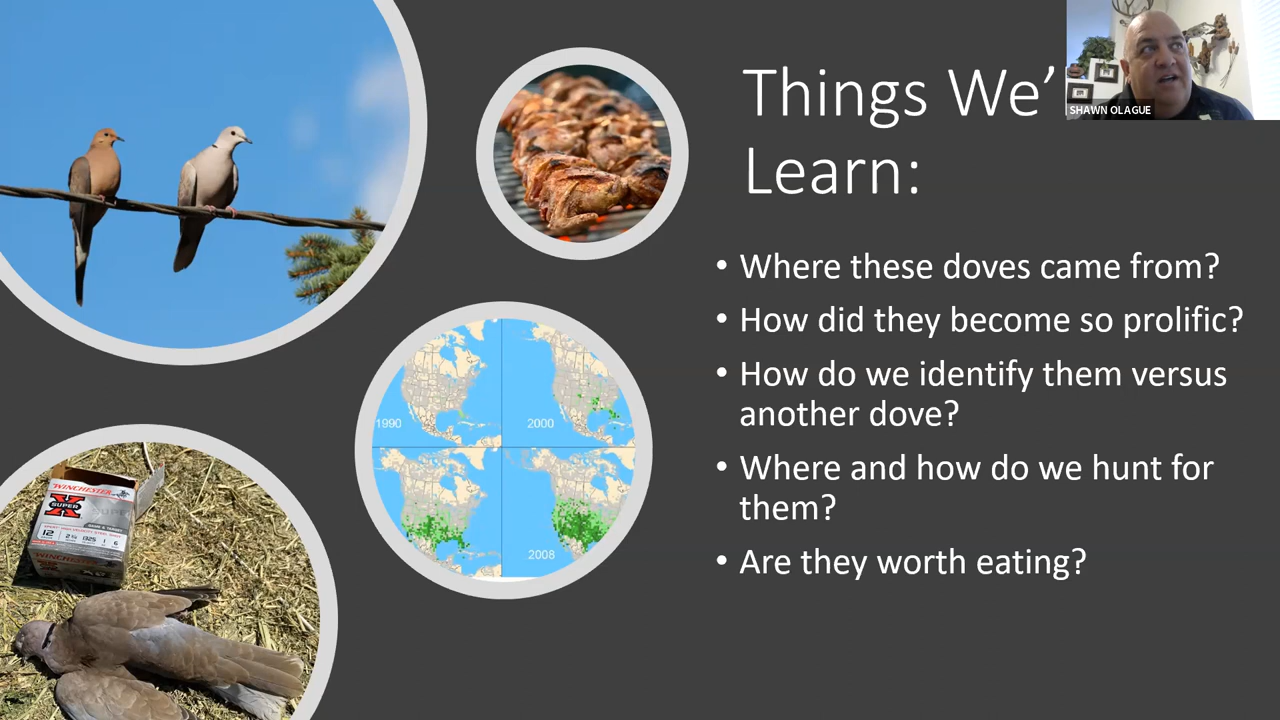 Things We’
Learn:
SHAWN OLAGUE
• Where these doves came from?
• How did they become so prolific?
• How do we identify them versus
another dove?
• Where and how do we hunt for
them?
• Are they worth eating?
1990
2000
2008
WINCHESTER
SUPER
X
12